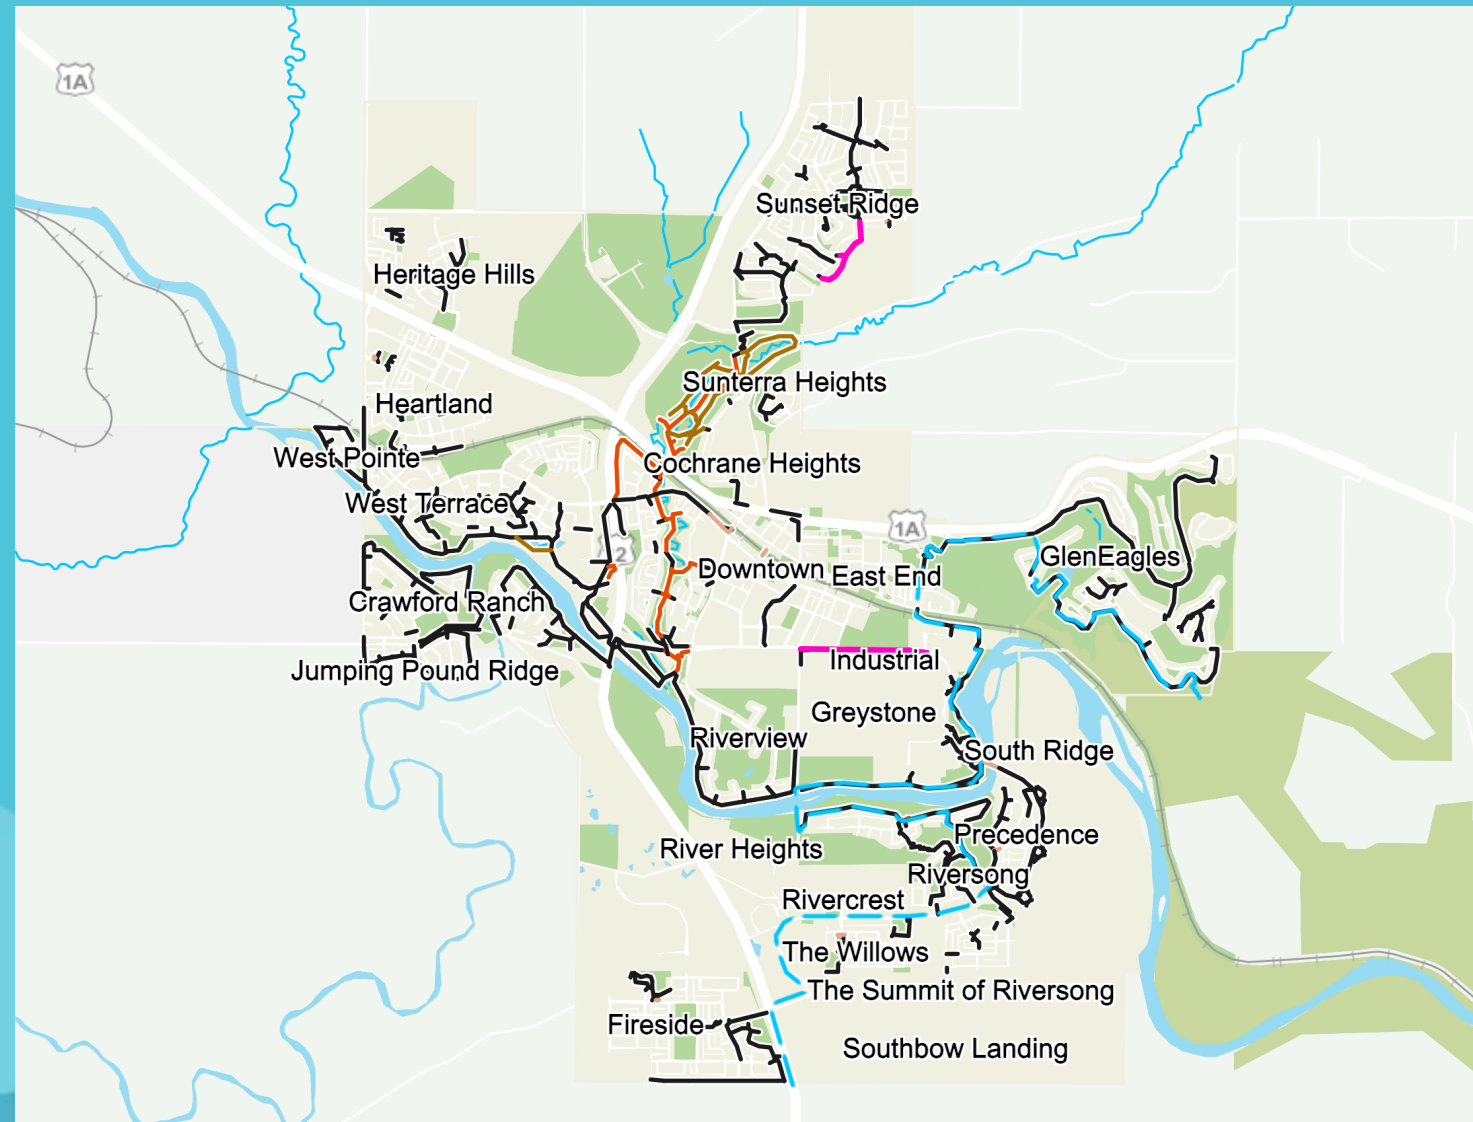 1A
Sunset Ridge
Heritage Hills
Sunterra Heights
Heartland
West Pointe
Cochrane Heights
West Terrace
1A
2
GlenEagles
Downtown
East End
Crawford Ranch
Industrial
Jumping Pound Ridge
Greystone
Riverview
South Ridge
Precedence
River Heights
Riversong
Rivercrest
The Willows
The Summit of Riversong
Fireside
Southbow Landing